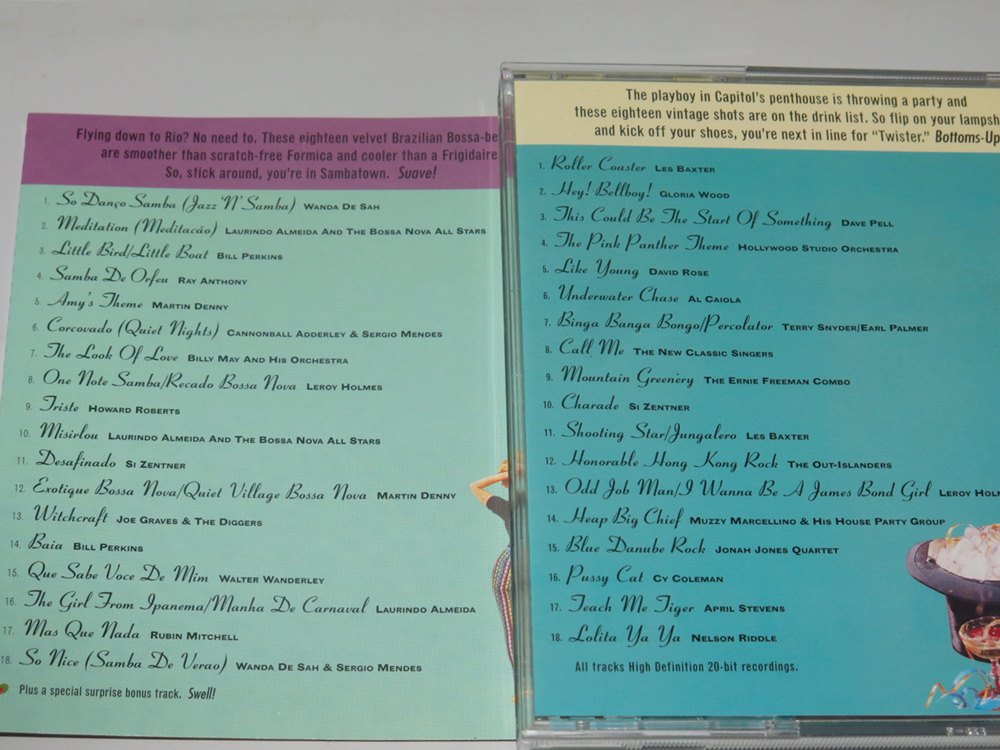 Flying down to Rio? No need to. These eighteen velvet Brazilian Bossa-be
are smoother than scratch-free Formica and cooler than a Frigidaire
So, stick around, you're in Sambatown. Suave!
1. So Danço Samba (Jazz N' Samba) WANDA DE SAH
2. Meditation (Meditacão) LAURINDO ALMEIDA AND THE BOSSA NOVA ALL STARS
3. Little Bird/Little Boat BILL PERKINS
4. Samba De Orfeu RAY ANTHONY
5. Amy's Theme MARTIN DENNY
6. Corcovado (Quiet Nights) CANNONBALL ADDERLEY & SERGIO MENDES
7. The Look Of Love BILLY MAY AND HIS ORCHESTRA
8. One Note Samba/Recado Bossa Nova LEROY HOLMES
9. Triste HOWARD ROBERTS
10. Misirlou LAURINDO ALMEIDA AND THE BOSSA NOVA ALL STARS
11. Desafinado SI ZENTNER
12. Exotique Bossa Nova/Quiet Village Bossa Nova MARTIN DENNY
13. Witchcraft JOE GRAVES & THE DIGGERS
14. Baia BILL PERKINS
15. Que Sabe Voce De Mim WALTER WANDERLEY
16. The Girl From Ipanema/Manha De Carnaval LAURINDO ALMEIDA
17. Mas Que Nada RUBIN MITCHELL
18. So Nice (Samba De Verao) WANDA DE SAH & SERGIO MENDES
Plus a special surprise bonus track. Swell!
The playboy in Capitol's penthouse is throwing a party and
these eighteen vintage shots are on the drink list. So flip on your lampsh
and kick off your shoes, you're next in line for "Twister." Bottoms-Up
1. Roller Coaster LES BAXTER
2. Hey! Bellboy! GLORIA WOOD
3. This Could Be The Start Of Something DAVE PELL
4. The Pink Panther Theme HOLLYWOOD STUDIO ORCHESTRA
5. Like Young DAVID ROSE
6. Underwater Chase AL CAIOLA
7. Binga Banga Bongo/Percolator TERRY SNYDER/EARL PALMER
8. Call Me THE NEW CLASSIC SINGERS
9. Mountain Greenery THE ERNIE FREEMAN COMBO
10. Charade SI ZENTNER
11. Shooting Star/Jungalero LES BAXTER
12. Honorable Hong Kong Rock THE OUT-ISLANDERS
13. Odd Job Man/I Wanna Be A James Bond Girl LEROY HOL
14. Heap Big Chief MUZZY MARCELLINO & HIS HOUSE PARTY GROUP
15. Blue Danube Rock JONAH JONES QUARTET
16. Pussy Cat CY COLEMAN
17. Teach Me Tiger APRIL STEVENS
18. Lolita Ya Ya NELSON RIDDLE
All tracks High Definition 20-bit recordings.